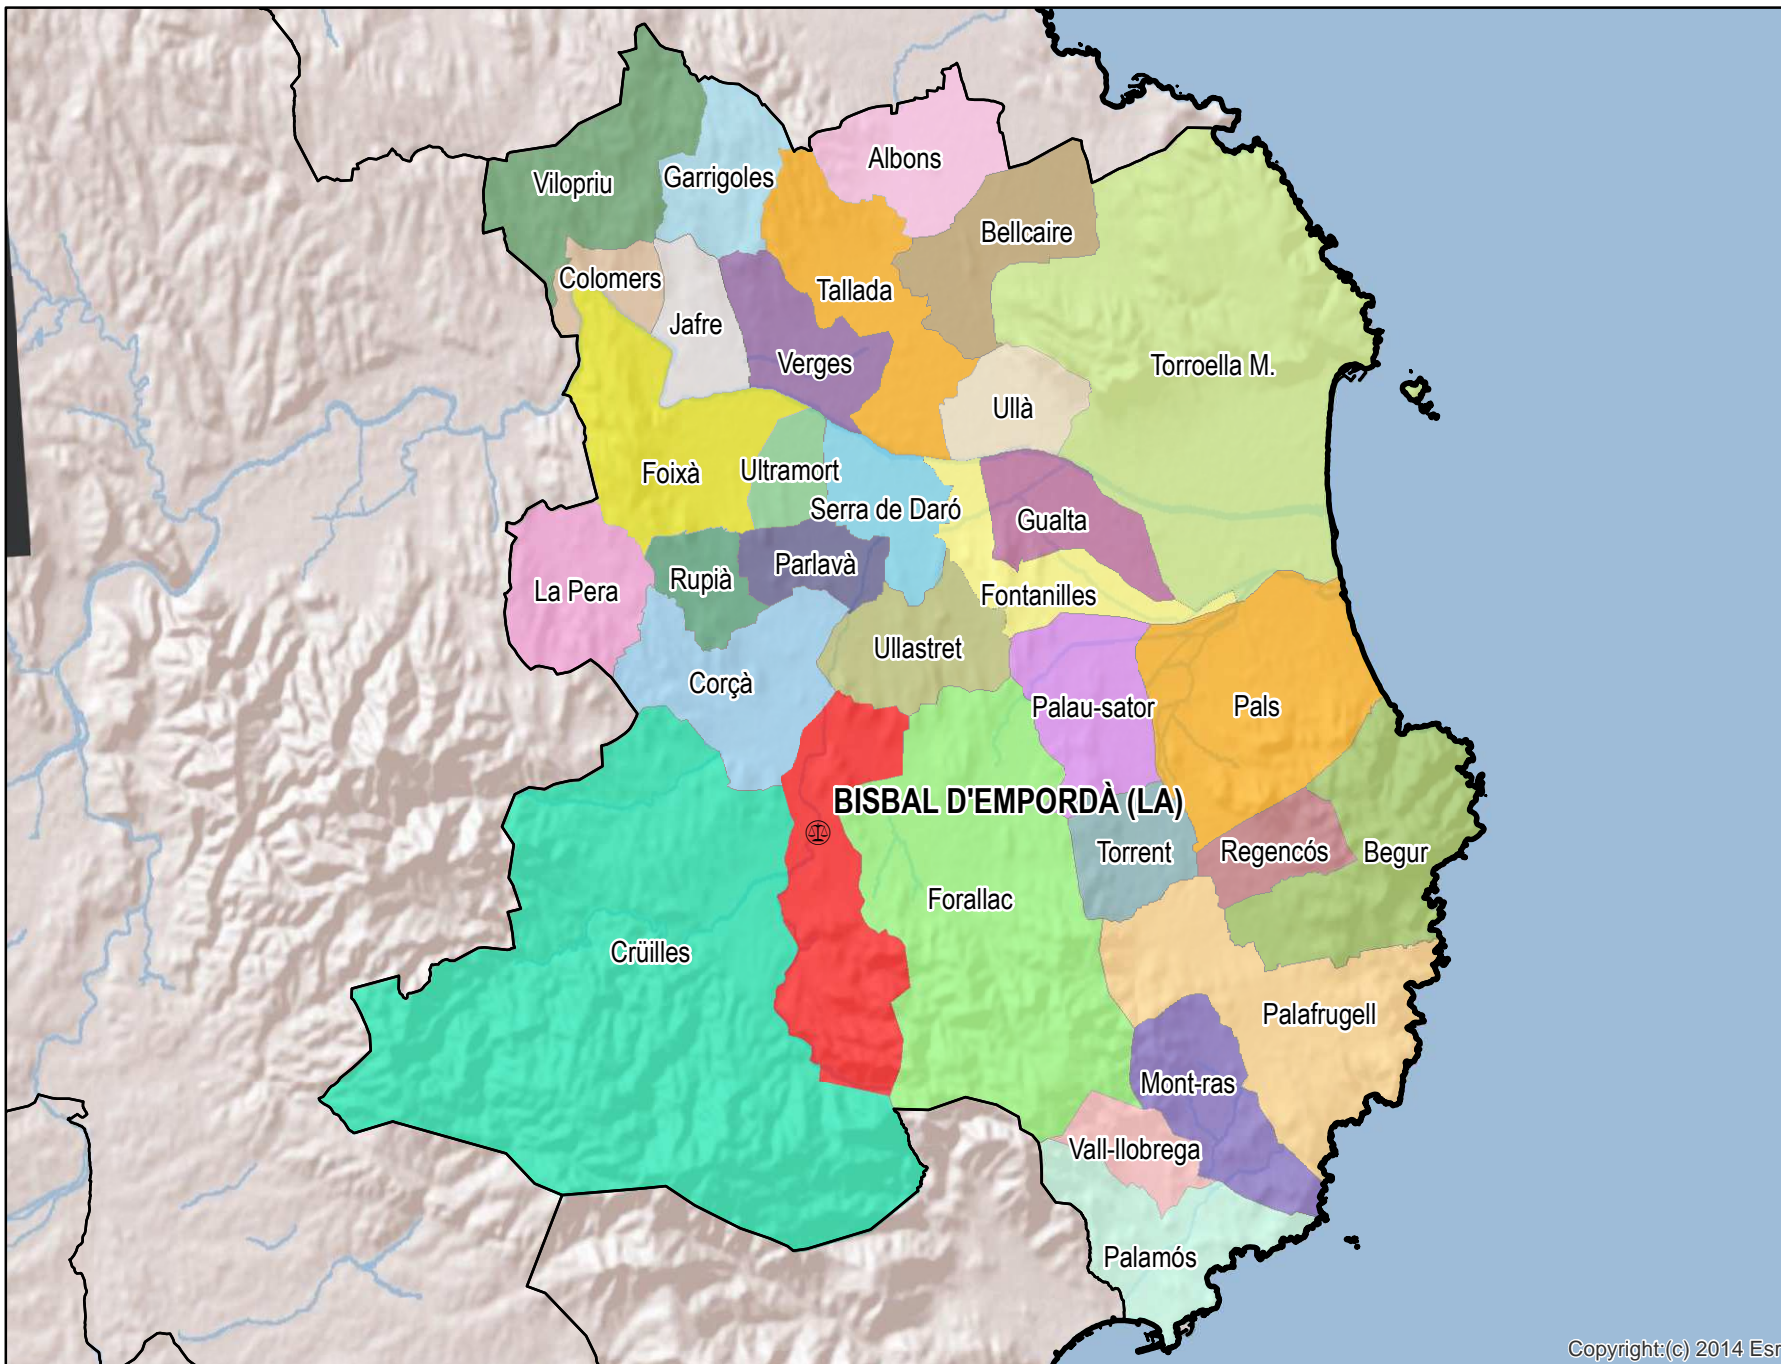 Albons
Garrigoles
Vilopriu
Bellcaire
Colomers
Tallada
Jafre
Verges
Torroella M.
Ullà
Foixà
Ultramort
Serra de Daró
Gualta
Parlavà
Rupià
La Pera
Fontanilles
Ullastret
Corçà
Palau-sator
Pals
BISBAL D'EMPORDÀ (LA)
Torrent
Regencós
Begur
Forallac
Crüilles
Palafrugell
Mont-ras
Vall-llobrega
Palamós
Copyright:(c) 2014 Esr